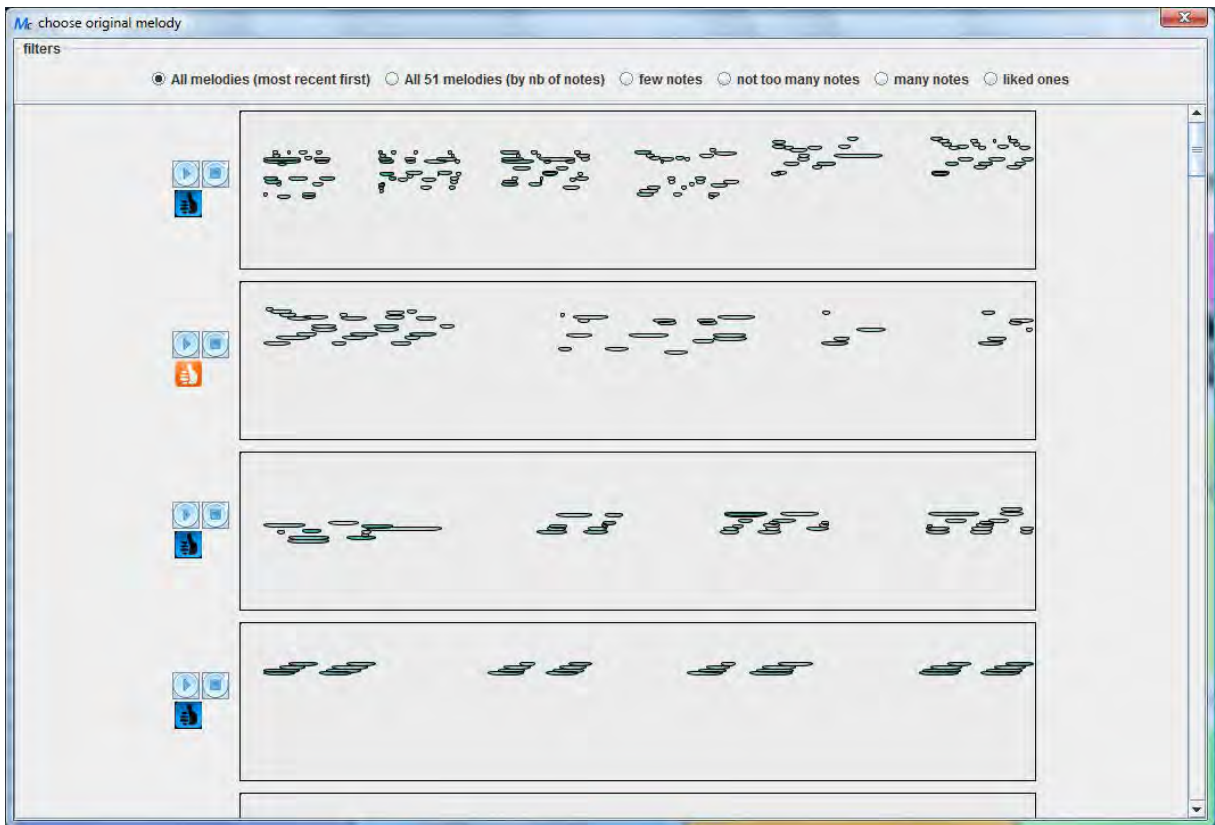 Mc choose original melody
filters
All melodies (most recent first) All 51 melodies (by nb of notes) few notes not too many notes many notes liked ones